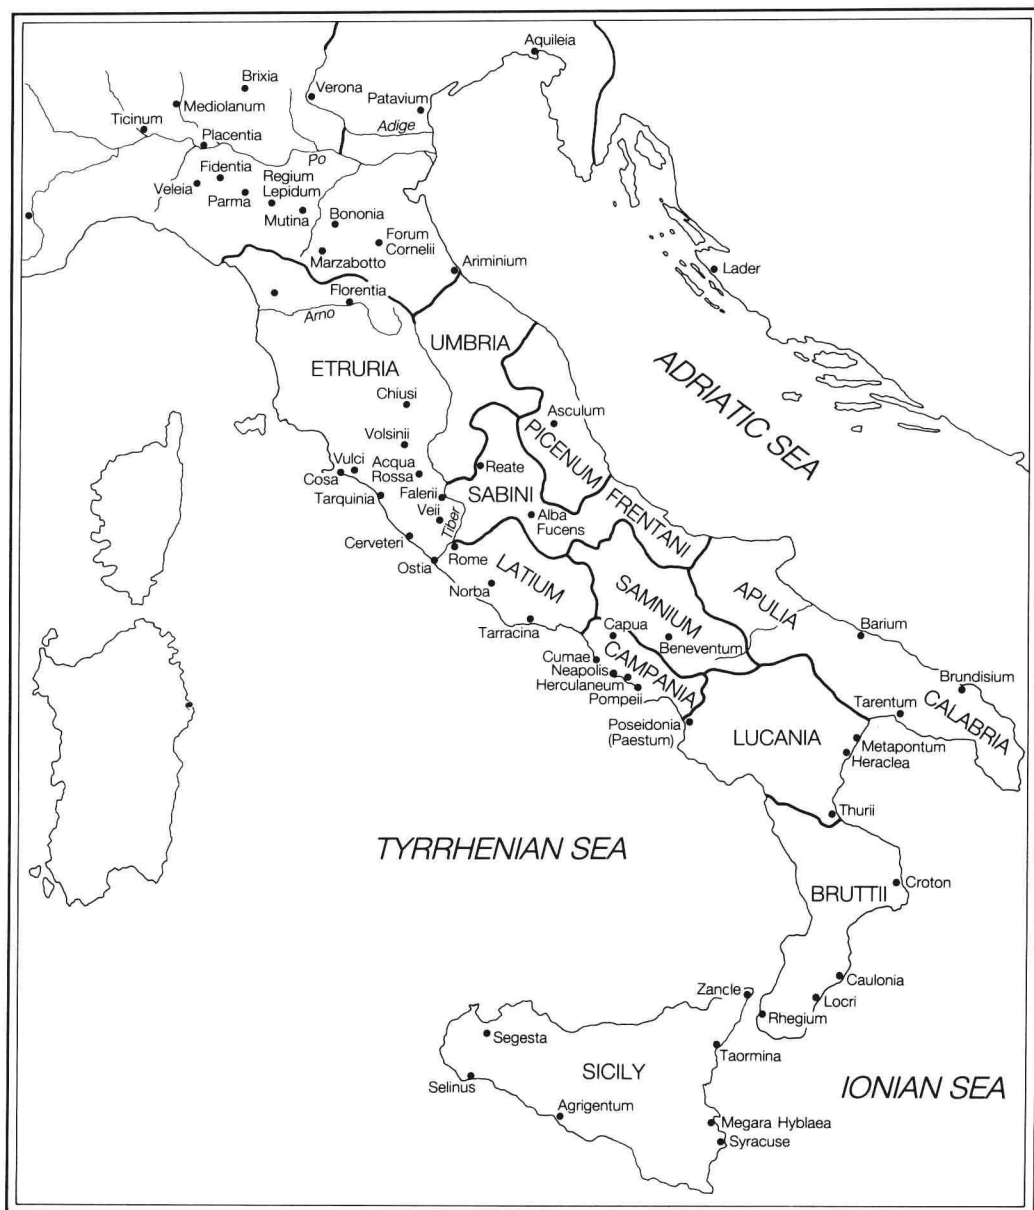 Aquileia
Brixia
Verona
Mediolanum
Patavium
Ticinum
Adige
Placentia
Po
Fidentia
Regium
Lepidum
Veleia
Parma
Mutina
Bononia
Forum
Cornelii
Marzabotto
Ariminium
Lader
Florentia
Arno
UMBRIA
ETRURIA
ADRIATIC SEA
Chiusi
Asculum
Volsinii
PICENUM
Vulci
Acqua
Rossa
Reate
Cosa
Tarquinia
Falerii
SABINI
FRENTANI
Veii
Tiber
Alba
Fucens
Cerveteri
Rome
Ostia
LATIUM
Norba
SAMNIUM
APULIA
Tarracina
Capua
Beneventum
Barium
Cumae
CAMPANIA
Neapolis
Herculaneum
Pompeii
Brundisium
Tarentum
CALABRIA
Poseidonia
(Paestum)
LUCANIA
Metapontum
Heraclea
Thurii
TYRRHENIAN SEA
BRUTTII
Croton
Caulonia
Zancle
Locri
Rhegium
Segesta
Taormina
SICILY
Selinus
IONIAN SEA
Agrigentum
Megara Hyblaea
Syracuse